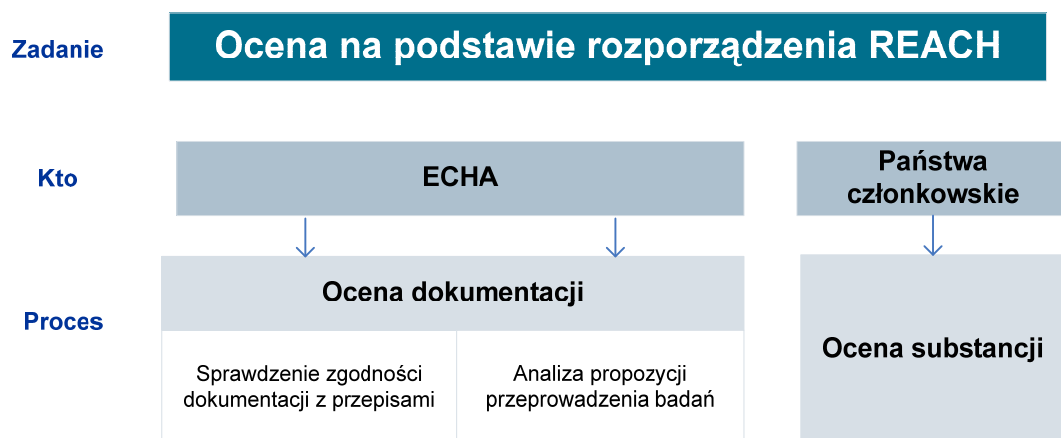 Zadanie
Ocena na podstawie rozporządzenia REACH
Kto
ECHA
Państwa
członkowskie
Proces
Ocena dokumentacji
Sprawdzenie zgodności
dokumentacji z przepisami
Analiza propozycji
przeprowadzenia badań
Ocena substancji